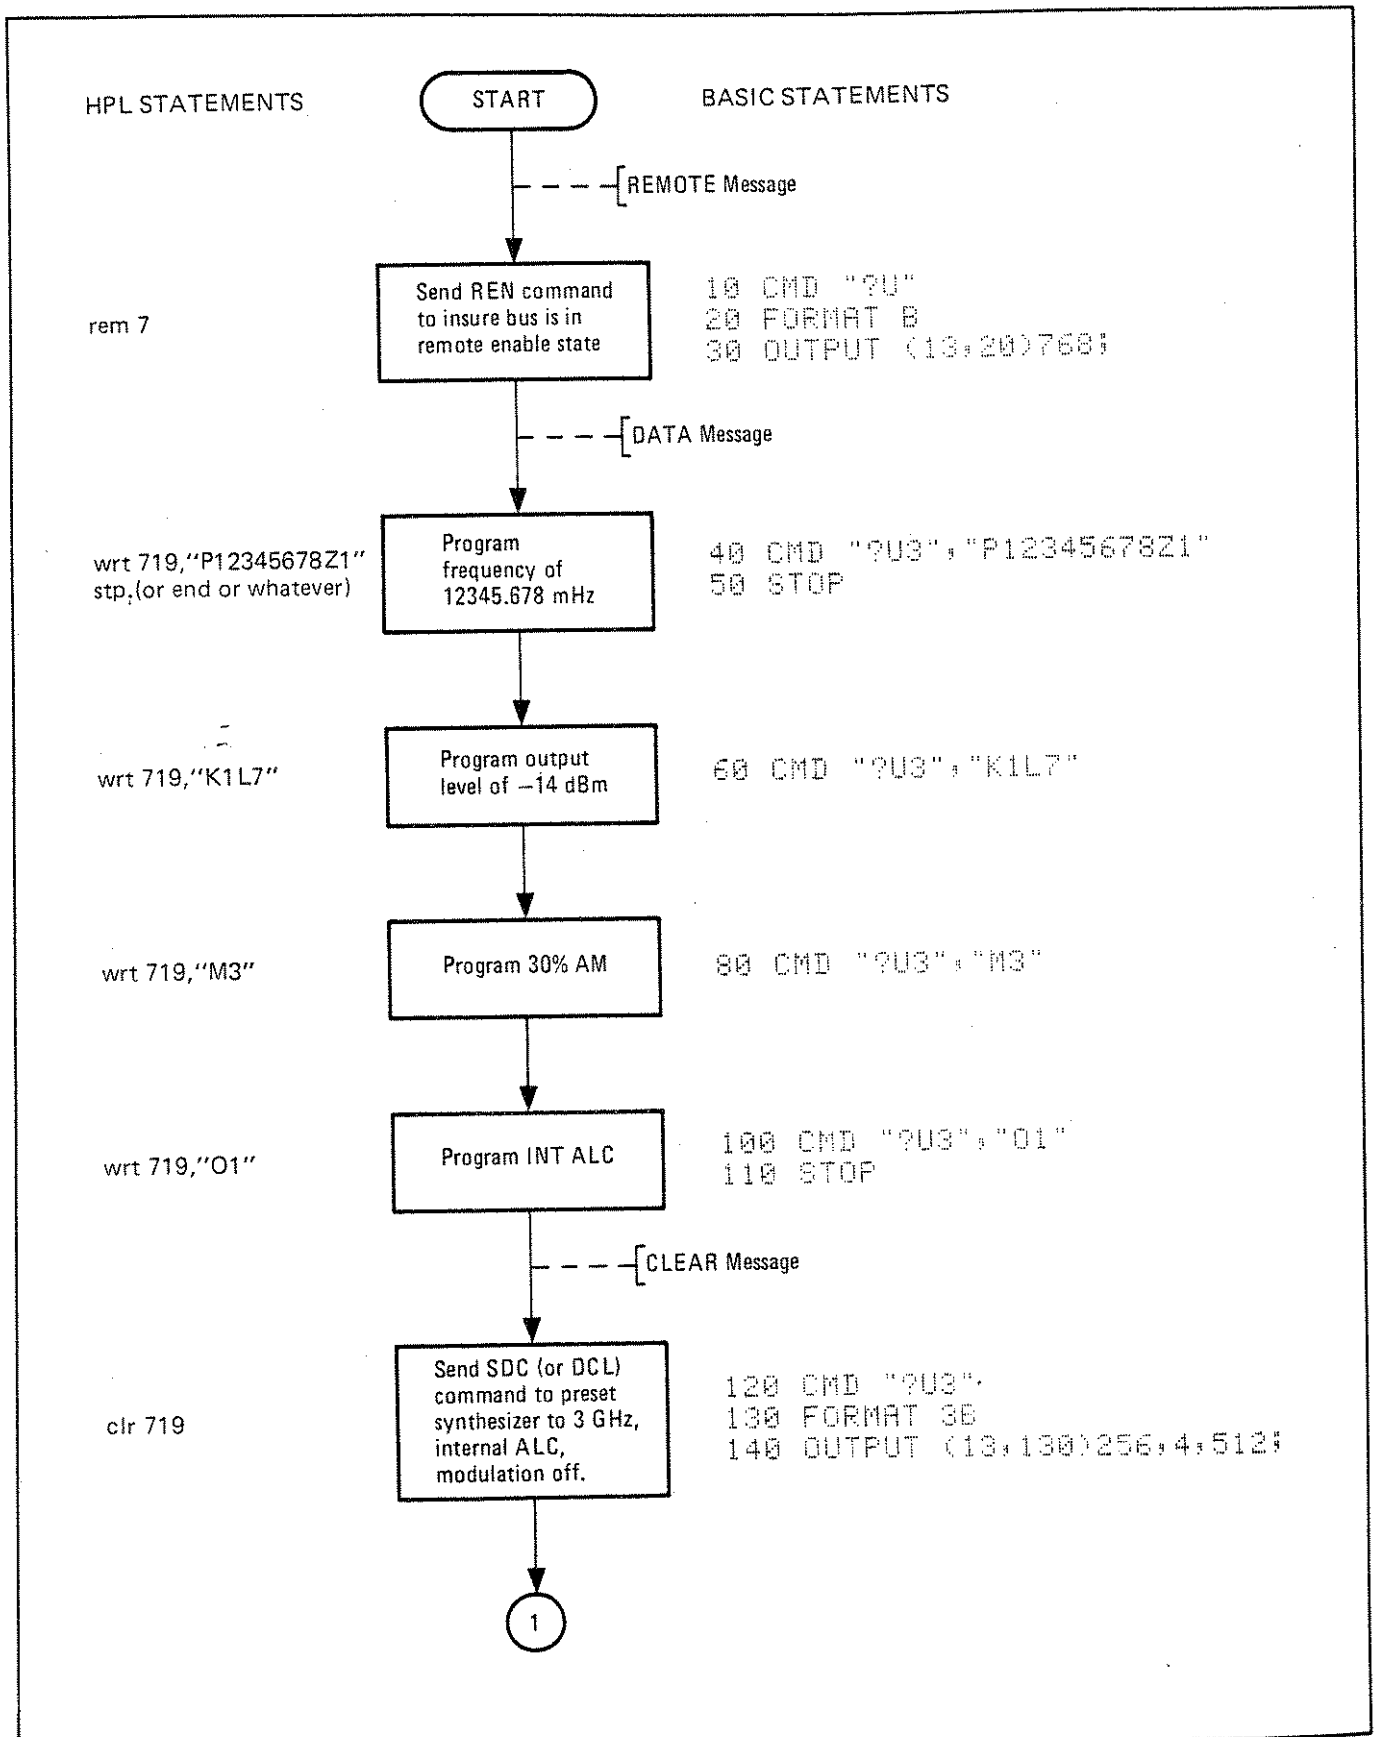 HPL STATEMENTS
START
BASIC STATEMENTS
REMOTE Message
rem 7
Send REN command
to insure bus is in
remote enable state
10 CMD "?U"
20 FORMAT B
30 OUTPUT (13,20)768;
DATA Message
wrt 719,"P12345678Z1"
stp,(or end or whatever)
Program
frequency of
12345.678 mHz
40 CMD "?U3","P12345678Z1"
50 STOP
wrt 719,"K1L7"
Program output
level of −14 dBm
60 CMD "?U3","K1L7"
wrt 719,"M3"
Program 30% AM
80 CMD "?U3","M3"
wrt 719,"O1"
Program INT ALC
100 CMD "?U3","O1"
110 STOP
CLEAR Message
clr 719
Send SDC (or DCL)
command to preset
synthesizer to 3 GHz,
internal ALC,
modulation off.
120 CMD "?U3"
130 FORMAT 3B
140 OUTPUT (13,130)256,4,512;
1